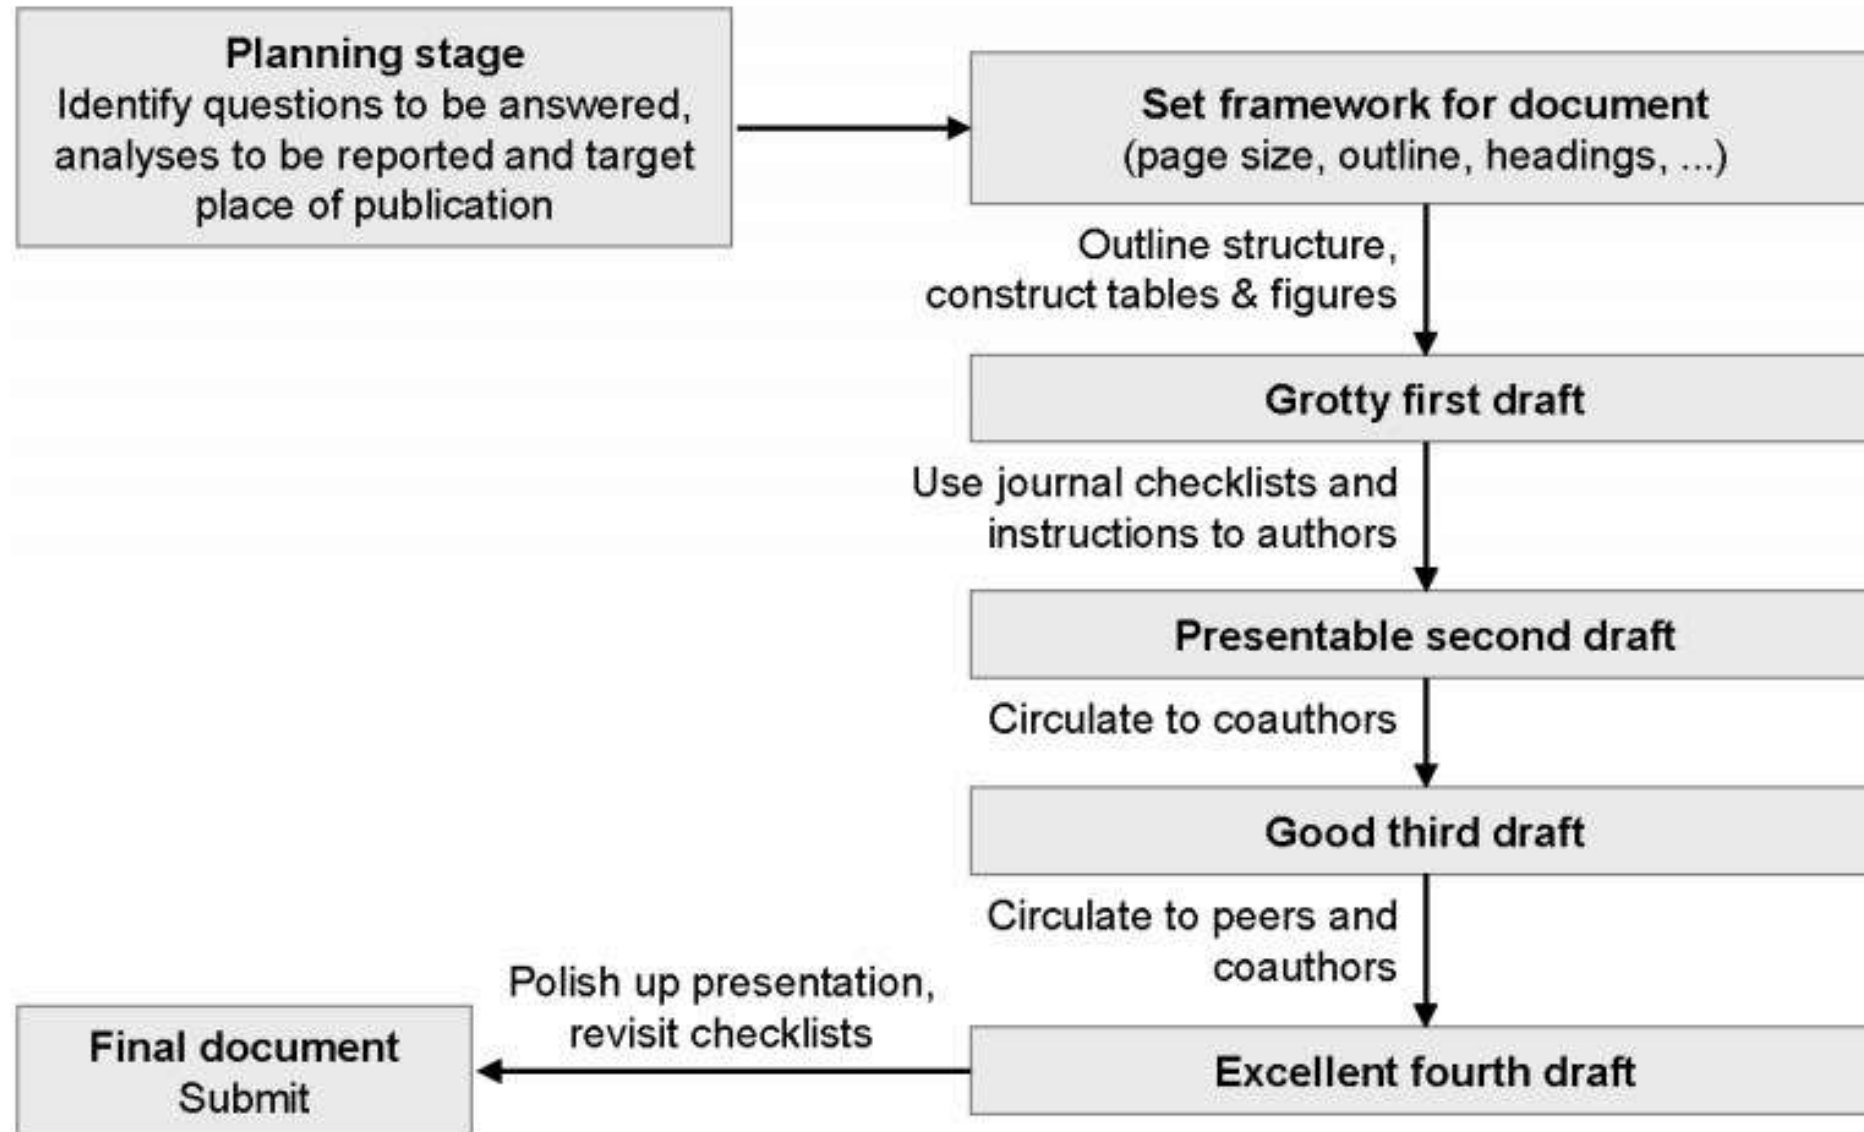 Planning stage
Identify questions to be answered,
analyses to be reported and target
place of publication
Set framework for document
(page size, outline, headings, ...)
Outline structure,
construct tables & figures
Grotty first draft
Use journal checklists and
instructions to authors
Presentable second draft
Circulate to coauthors
Good third draft
Circulate to peers and
coauthors
Excellent fourth draft
Polish up presentation,
revisit checklists
Final document
Submit